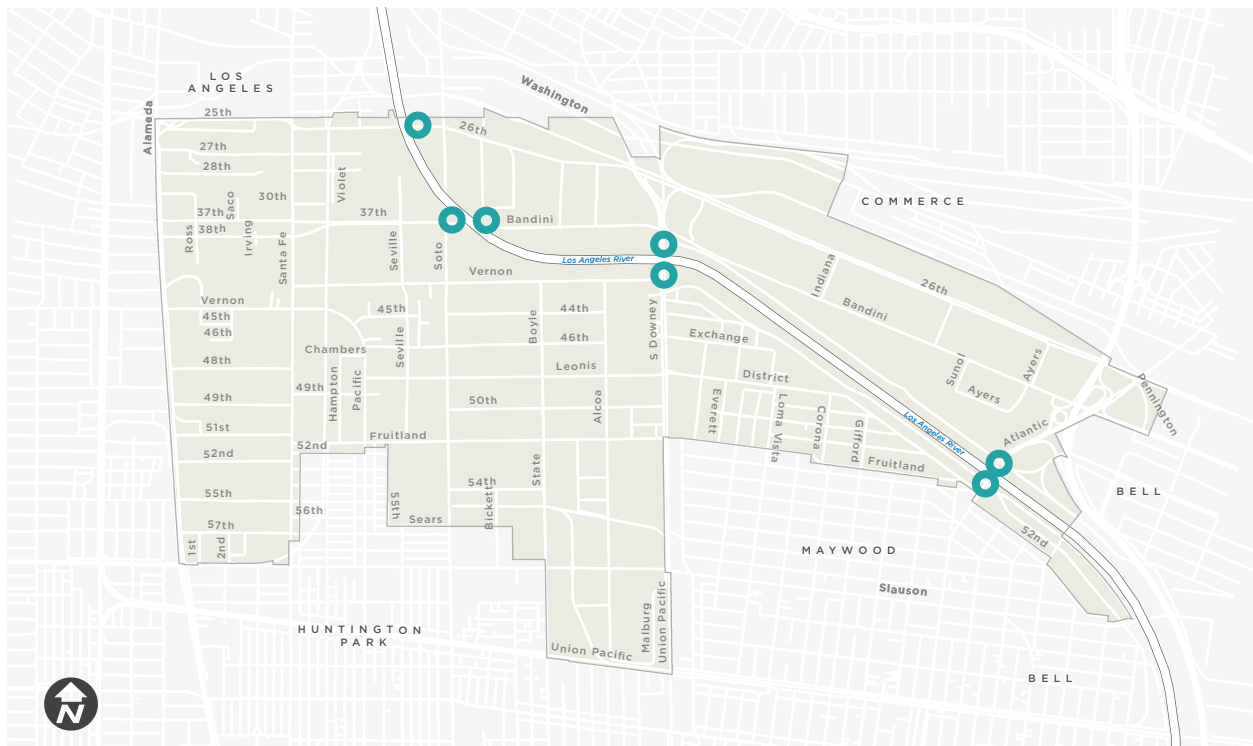 LOS
ANGELES
Washington
Alameda
25th
26th
27th
28th
Violet
30th
Saco
37th
37th
Bandini
COMMERCE
38th
Ross
Irving
Santa Fe
Seville
Soto
Los Angeles River
Vernon
Indiana
26th
Vernon
45th
44th
Bandini
45th
46th
Boyle
S Downey
Exchange
46th
Seville
Chambers
48th
Leonis
District
Sunol
Ayers
Ayers
Pennington
49th
49th
Hampton
Pacific
50th
Alcoa
Everett
Loma Vista
Corona
Gifford
Los Angeles River
Atlantic
51st
52nd
Fruitland
52nd
Fruitland
State
54th
55th
55th
Bickett
BELL
56th
Sears
57th
52nd
1st
2nd
MAYWOOD
Slauson
Malburg
Union Pacific
HUNTINGTON
PARK
Union Pacific
BELL
N